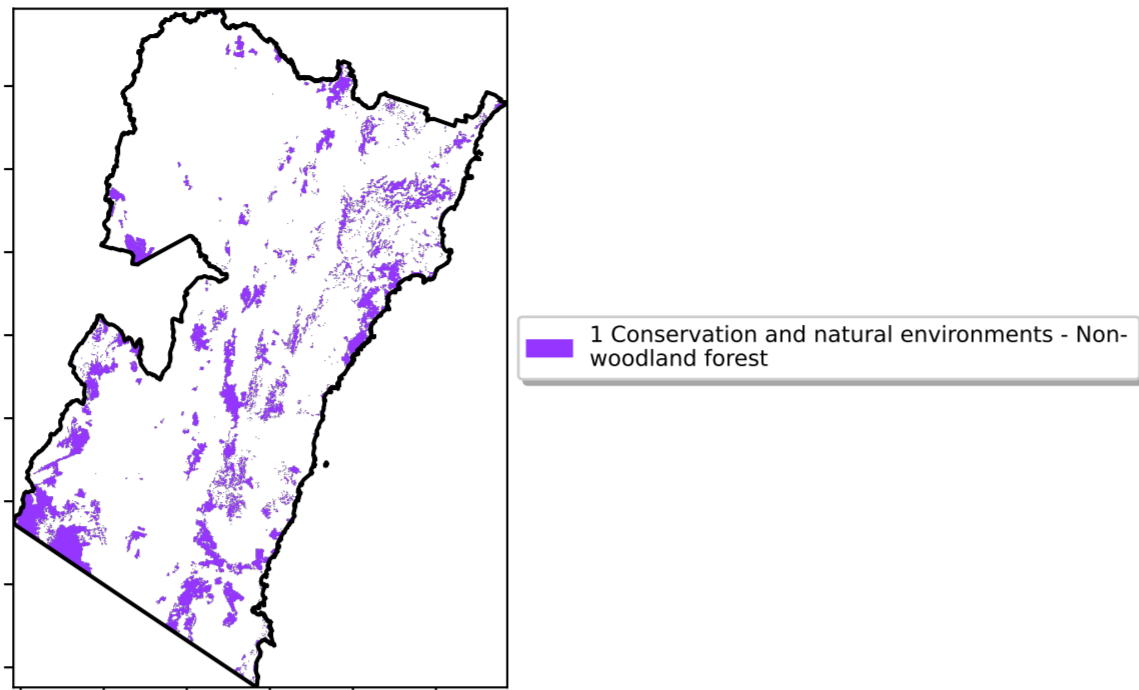 1 Conservation and natural environments - Non-
woodland forest